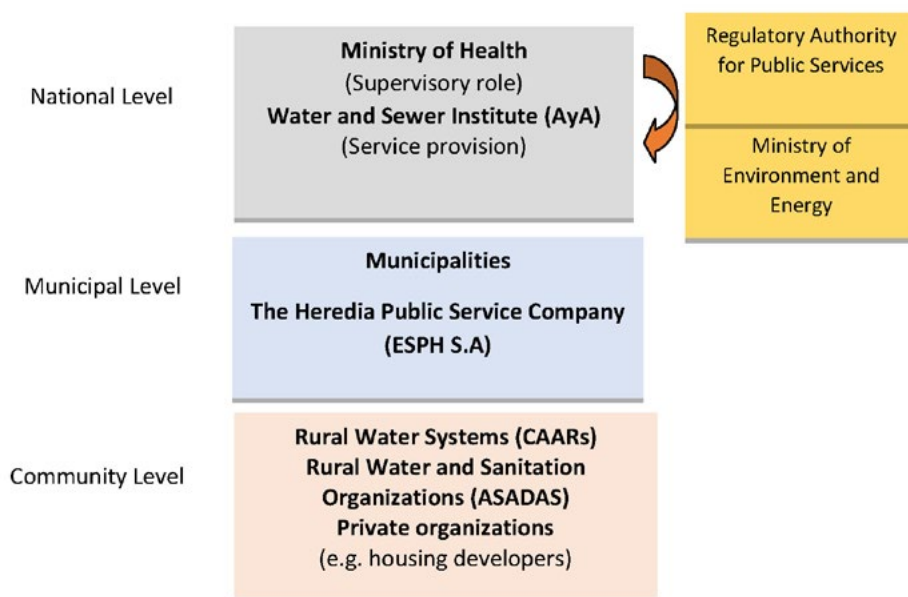 National Level
Ministry of Health
(Supervisory role)
Water and Sewer Institute (AyA)
(Service provision)
Regulatory Authority
for Public Services
Ministry of
Environment and
Energy
Municipal Level
Municipalities
The Heredia Public Service Company
(ESPH S.A)
Community Level
Rural Water Systems (CAARs)
Rural Water and Sanitation
Organizations (ASADAS)
Private organizations
(e.g. housing developers)